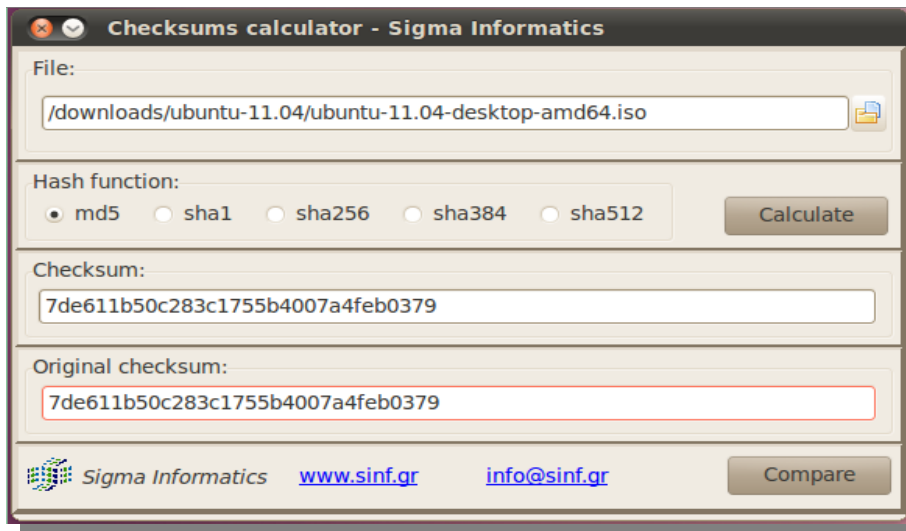 Checksums calculator - Sigma Informatics
File:
/downloads/ubuntu-11.04/ubuntu-11.04-desktop-amd64.iso
Hash function:
md5 sha1 sha256 sha384 sha512 Calculate
Checksum:
7de611b50c283c1755b4007a4feb0379
Original checksum:
7de611b50c283c1755b4007a4feb0379
Sigma Informatics www.sinf.gr info@sinf.gr Compare